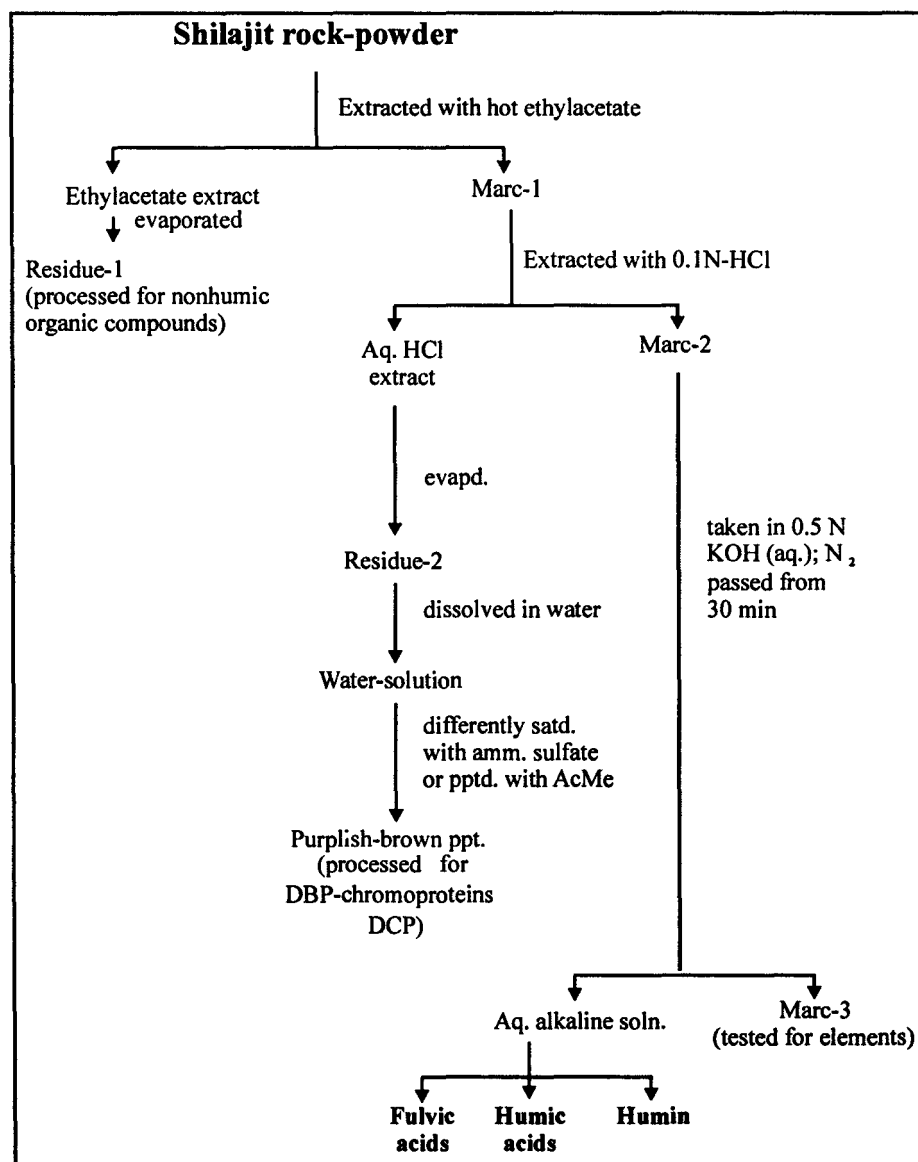 Shilajit rock-powder
Extracted with hot ethylacetate
Ethylacetate extract
evaporated
Marc-1
Residue-1
(processed for nonhumic
organic compounds)
Extracted with 0.1N-HCl
Aq. HCl
extract
Marc-2
evapd.
taken in 0.5 N
KOH (aq.); N₂
passed from
30 min
Residue-2
dissolved in water
Water-solution
differently satd.
with amm. sulfate
or pptd. with AcMe
Purplish-brown ppt.
(processed for
DBP-chromoproteins
DCP)
Aq. alkaline soln.
Marc-3
(tested for elements)
Fulvic
acids
Humic
acids
Humin